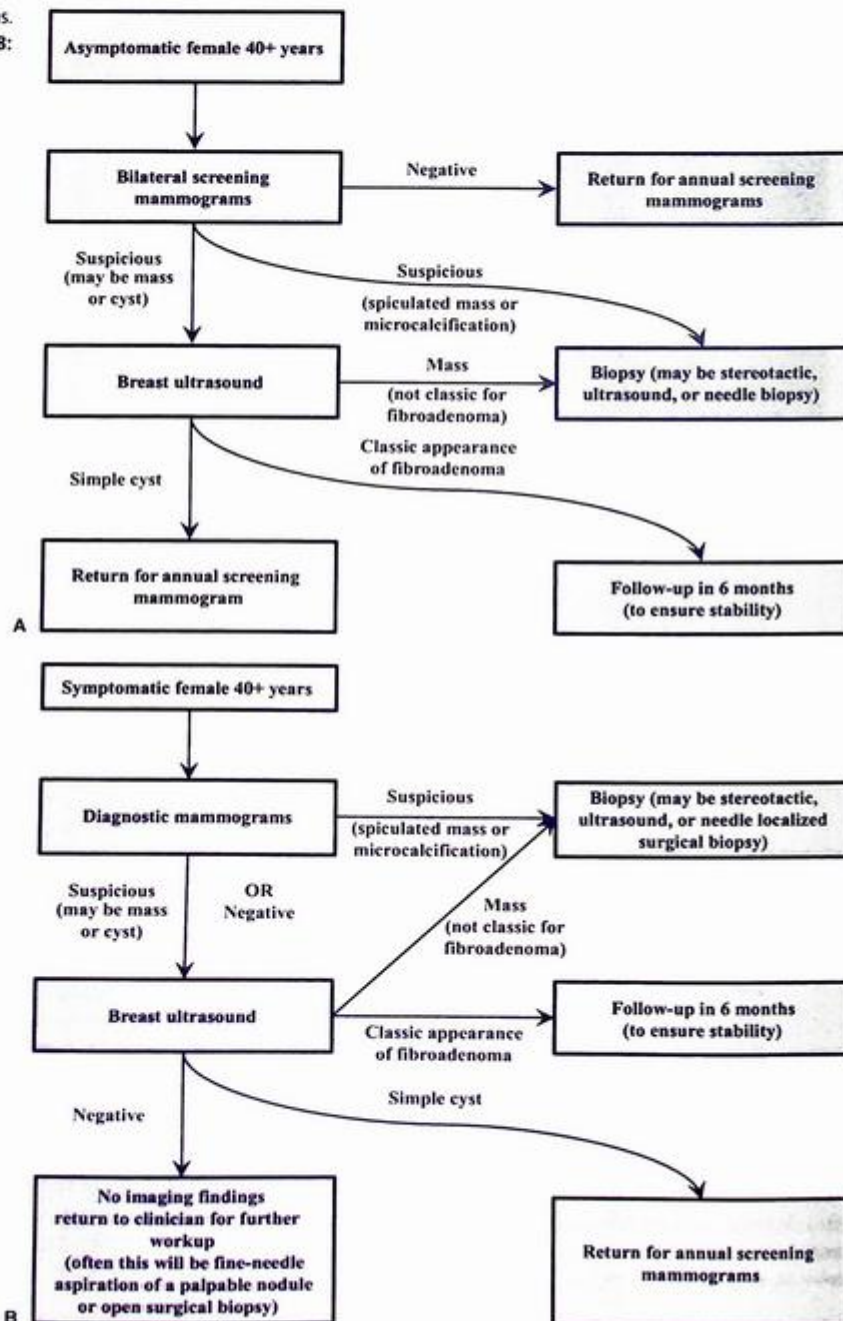 es.
B:
Asymptomatic female 40+ years
Bilateral screening
mammograms
Negative
Return for annual screening
mammograms
Suspicious
(may be mass
or cyst)
Suspicious
(spiculated mass or
microcalcification)
Breast ultrasound
Mass
(not classic for
fibroadenoma)
Biopsy (may be stereotactic,
ultrasound, or needle biopsy)
Classic appearance
of fibroadenoma
Simple cyst
Return for annual screening
mammogram
Follow-up in 6 months
(to ensure stability)
A
Symptomatic female 40+ years
Diagnostic mammograms
Suspicious
(spiculated mass or
microcalcification)
Biopsy (may be stereotactic,
ultrasound, or needle localized
surgical biopsy)
Suspicious
(may be mass
or cyst)
OR
Negative
Mass
(not classic for
fibroadenoma)
Breast ultrasound
Classic appearance
of fibroadenoma
Follow-up in 6 months
(to ensure stability)
Negative
Simple cyst
No imaging findings
return to clinician for further
workup
(often this will be fine-needle
aspiration of a palpable nodule
or open surgical biopsy)
Return for annual screening
mammograms
B